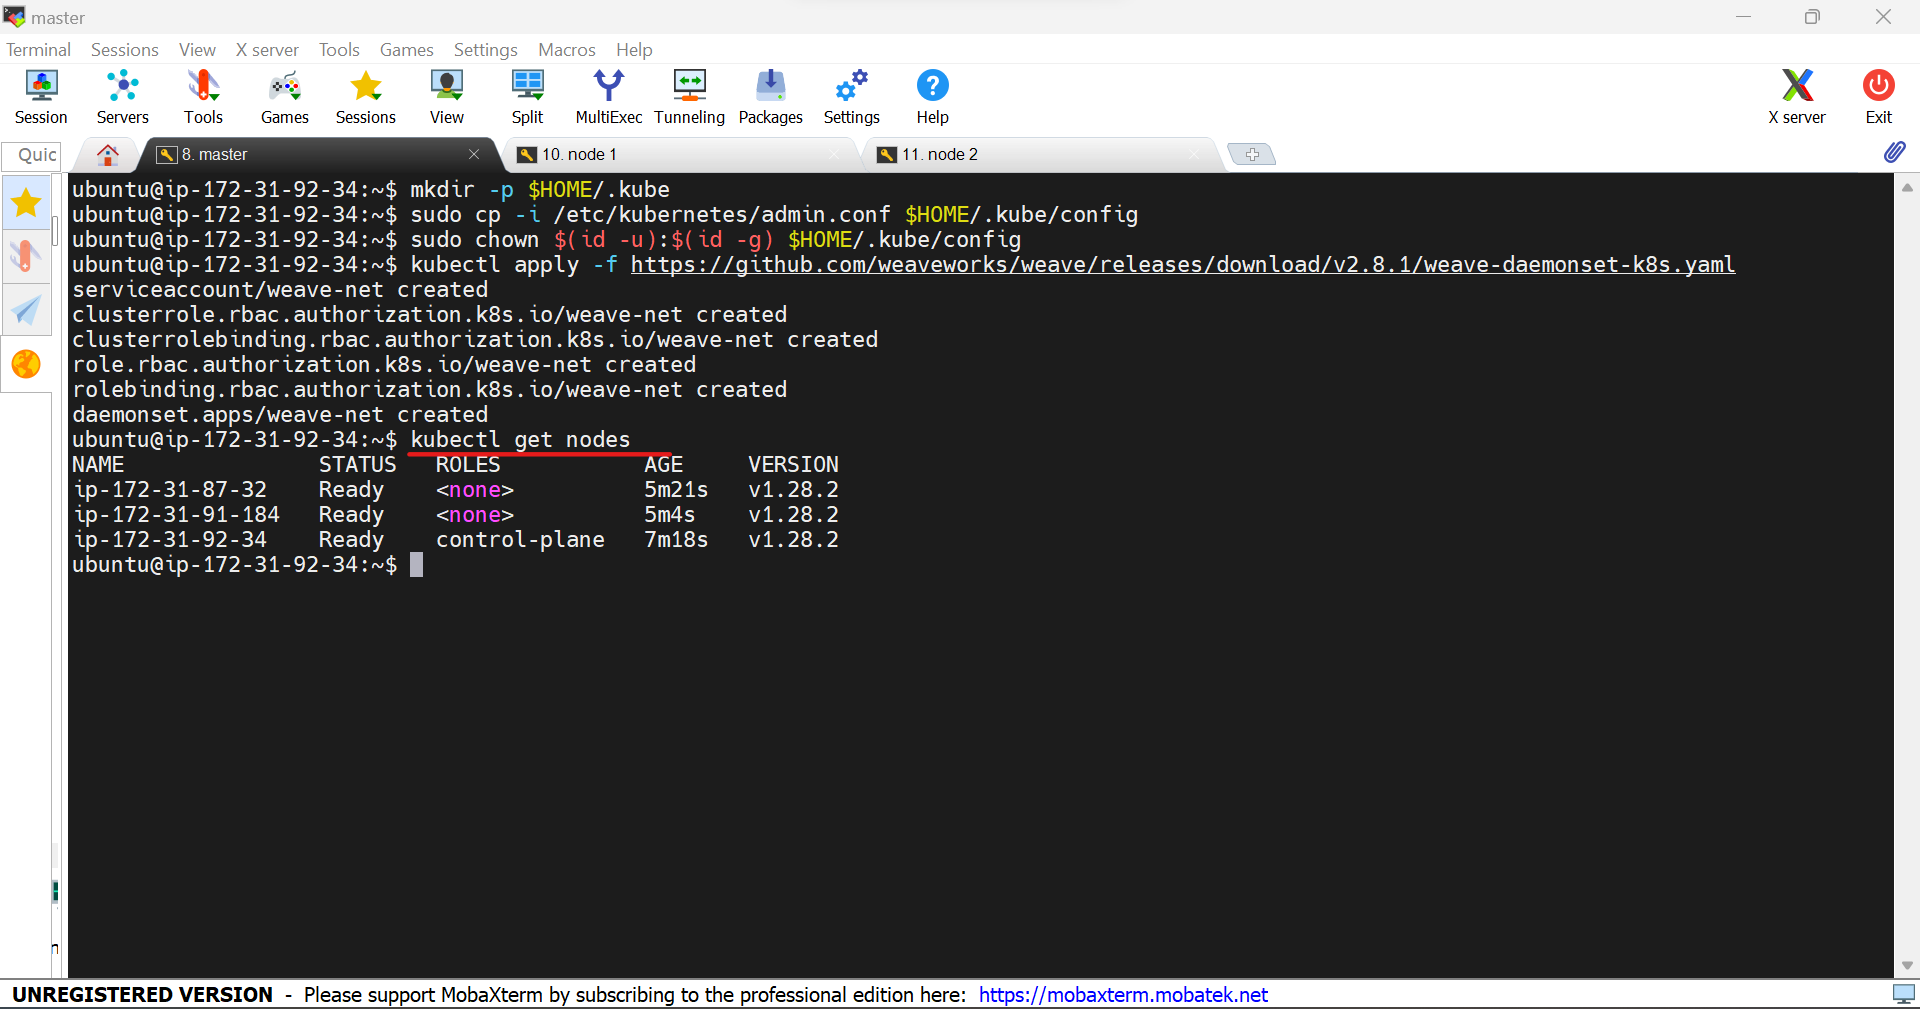 master
Terminal Sessions View X server Tools Games Settings Macros Help
Session Servers Tools Games Sessions View Split MultiExec Tunneling Packages Settings Help X server Exit
Quic 8. master 10. node 1 11. node 2
ubuntu@ip-172-31-92-34:~$ mkdir -p $HOME/.kube
ubuntu@ip-172-31-92-34:~$ sudo cp -i /etc/kubernetes/admin.conf $HOME/.kube/config
ubuntu@ip-172-31-92-34:~$ sudo chown $(id -u):$(id -g) $HOME/.kube/config
ubuntu@ip-172-31-92-34:~$ kubectl apply -f https://github.com/weaveworks/weave/releases/download/v2.8.1/weave-daemonset-k8s.yaml
serviceaccount/weave-net created
clusterrole.rbac.authorization.k8s.io/weave-net created
clusterrolebinding.rbac.authorization.k8s.io/weave-net created
role.rbac.authorization.k8s.io/weave-net created
rolebinding.rbac.authorization.k8s.io/weave-net created
daemonset.apps/weave-net created
ubuntu@ip-172-31-92-34:~$ kubectl get nodes
NAME STATUS ROLES AGE VERSION
ip-172-31-87-32 Ready <none> 5m21s v1.28.2
ip-172-31-91-184 Ready <none> 5m4s v1.28.2
ip-172-31-92-34 Ready control-plane 7m18s v1.28.2
ubuntu@ip-172-31-92-34:~$
UNREGISTERED VERSION - Please support MobaXterm by subscribing to the professional edition here: https://mobaxterm.mobatek.net